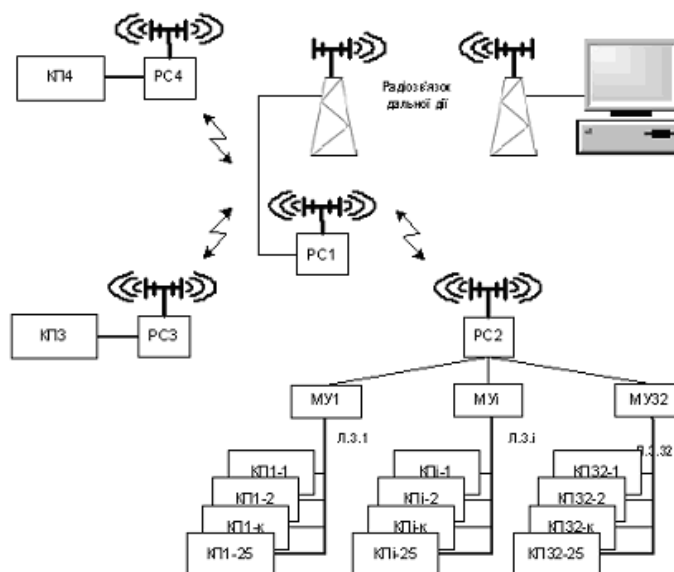 КП4
РС4
Радіозв'язок
дальної дії
РС1
КП3
РС3
РС2
МУ1
МУі
МУ32
Л.З.1
Л.З.і
Л.З.32
КП1-1
КП1-2
КП1-к
КП1-25
КПі-1
КПі-2
КПі-к
КПі-25
КП32-1
КП32-2
КП32-к
КП32-25